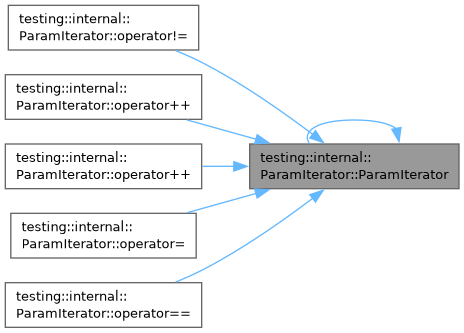 testing::internal::
ParamIterator::operator!=
testing::internal::
ParamIterator::operator++
testing::internal::
ParamIterator::operator++
testing::internal::
ParamIterator::operator=
testing::internal::
ParamIterator::operator==
testing::internal::
ParamIterator::ParamIterator